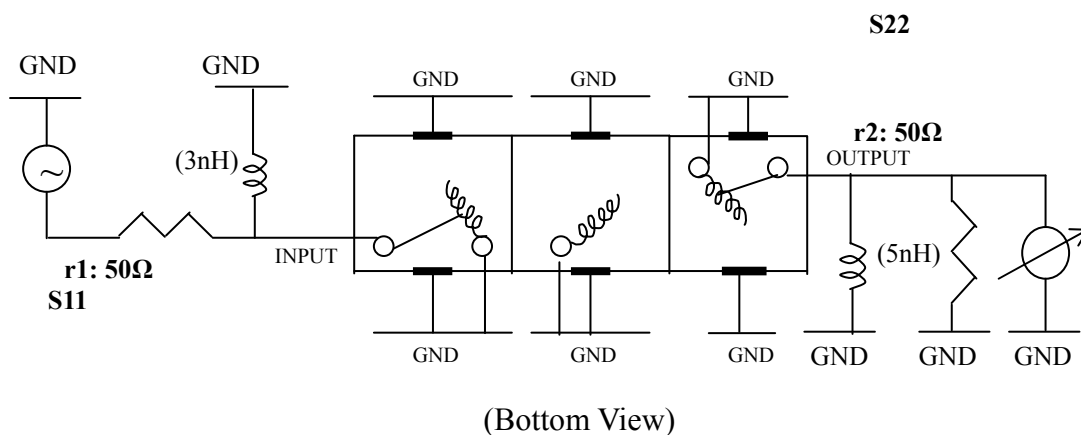 S22
GND
GND
GND
GND
GND
r2: 50Ω
OUTPUT
(3nH)
~
INPUT
(5nH)
r1: 50Ω
S11
GND
GND
GND
GND
GND
GND
(Bottom View)